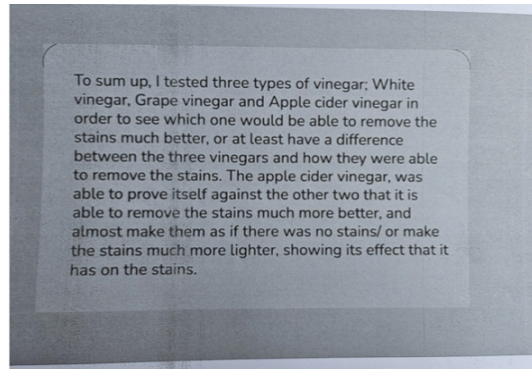 To sum up, I tested three types of vinegar; White
vinegar, Grape vinegar and Apple cider vinegar in
order to see which one would be able to remove the
stains much better, or at least have a difference
between the three vinegars and how they were able
to remove the stains. The apple cider vinegar, was
able to prove itself against the other two that it is
able to remove the stains much more better, and
almost make them as if there was no stains/ or make
the stains much more lighter, showing its effect that it
has on the stains.